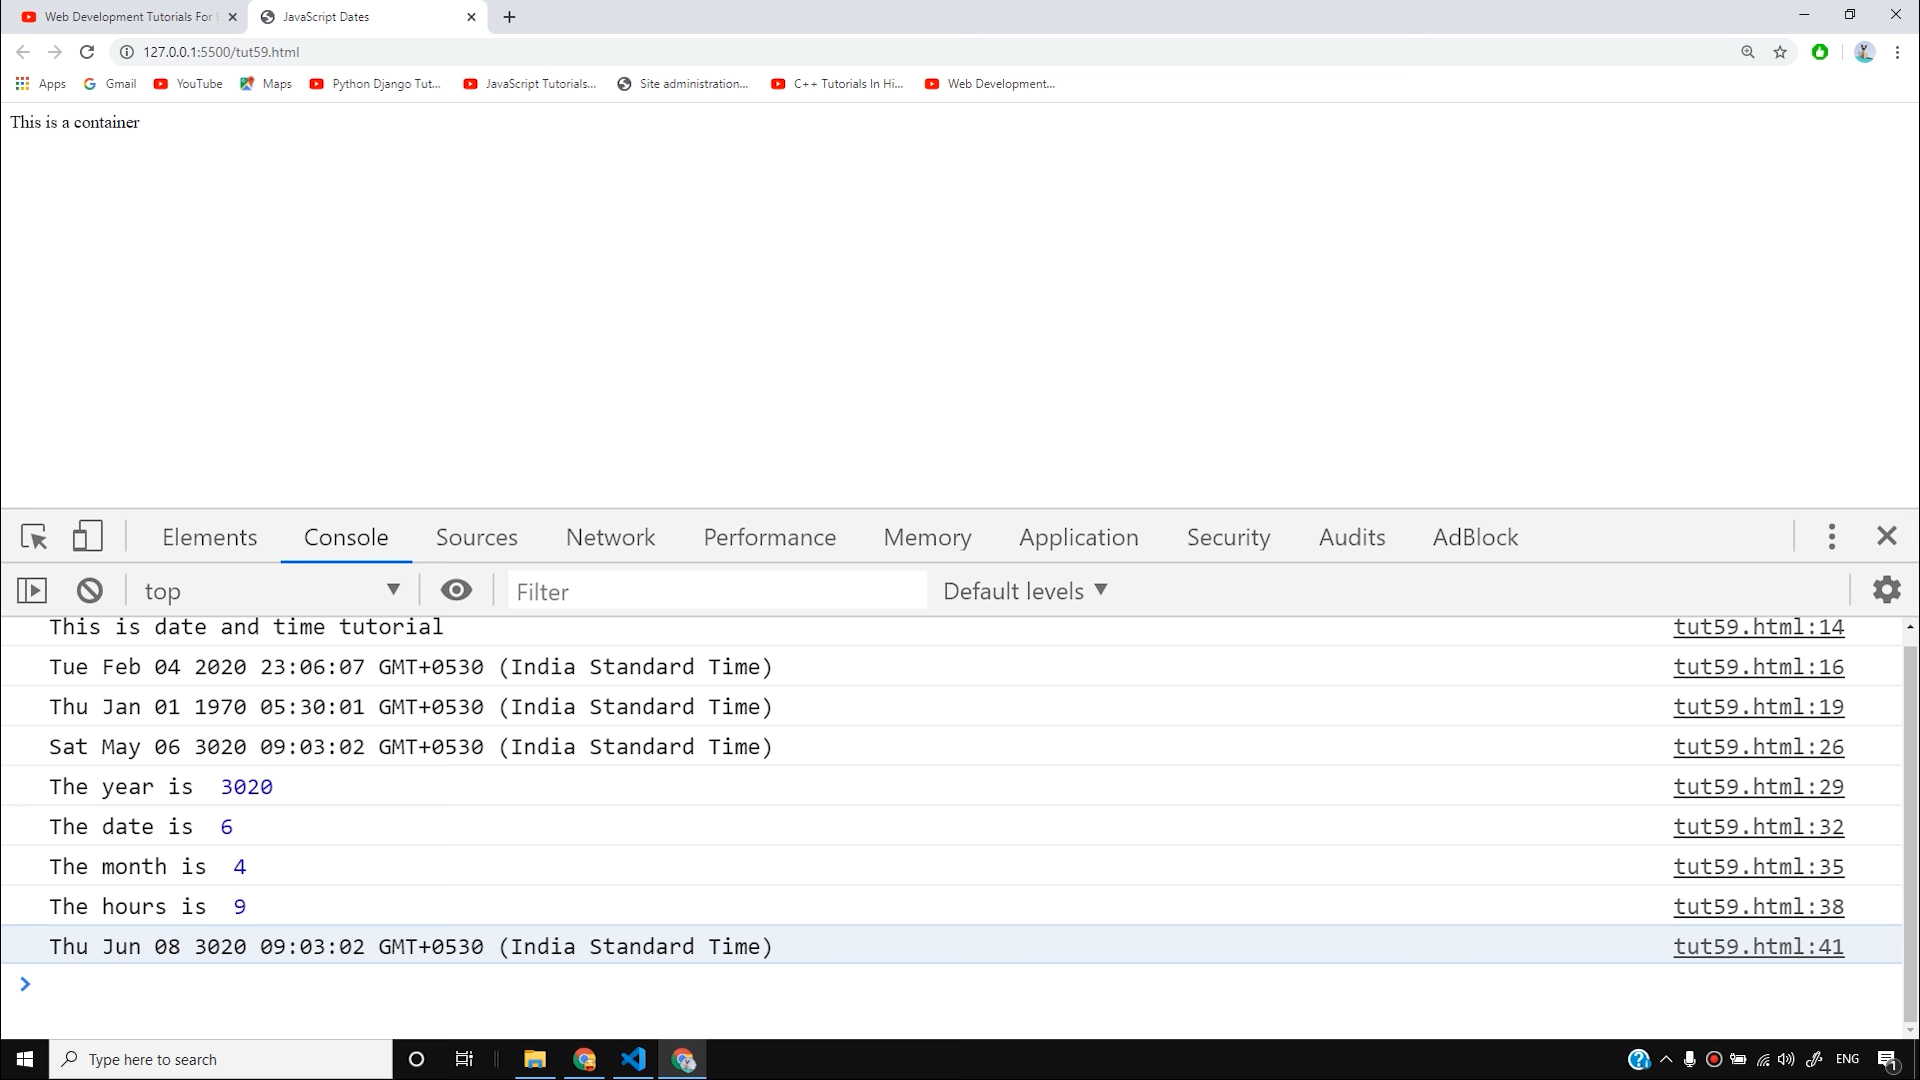 Web Development Tutorials For
JavaScript Dates
127.0.0.1:5500/tut59.html
Apps
Gmail
YouTube
Maps
Python Django Tut...
JavaScript Tutorials...
Site administration...
C++ Tutorials In Hi...
Web Development...
This is a container
Elements
Console
Sources
Network
Performance
Memory
Application
Security
Audits
AdBlock
top
Filter
Default levels
This is date and time tutorial tut59.html:14
Tue Feb 04 2020 23:06:07 GMT+0530 (India Standard Time) tut59.html:16
Thu Jan 01 1970 05:30:01 GMT+0530 (India Standard Time) tut59.html:19
Sat May 06 3020 09:03:02 GMT+0530 (India Standard Time) tut59.html:26
The year is 3020 tut59.html:29
The date is 6 tut59.html:32
The month is 4 tut59.html:35
The hours is 9 tut59.html:38
Thu Jun 08 3020 09:03:02 GMT+0530 (India Standard Time) tut59.html:41
Type here to search
ENG
1